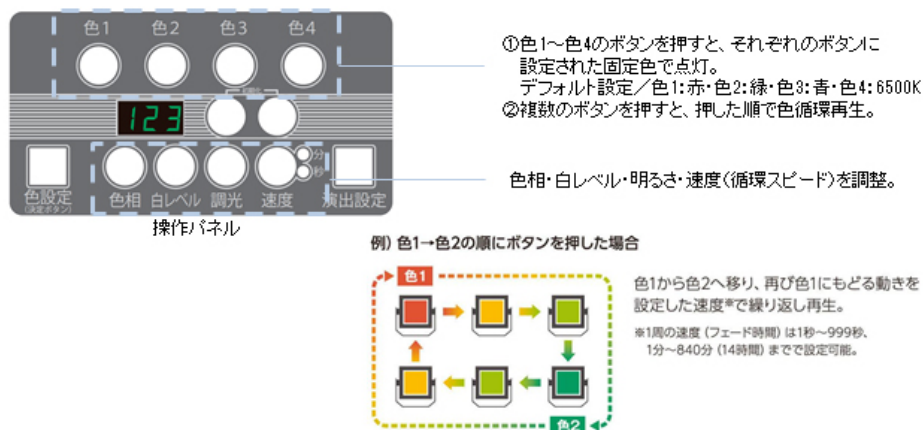 色1 色2 色3 色4
初期化
123
分
秒
色設定
(決定ボタン)
色相 白レベル 調光 速度
演出設定
操作パネル
①色1～色4のボタンを押すと、それぞれのボタンに
設定された固定色で点灯。
デフォルト設定／色1:赤・色2:緑・色3:青・色4:6500K
②複数のボタンを押すと、押した順で色循環再生。
色相・白レベル・明るさ・速度(循環スピード)を調整。
例) 色1→色2の順にボタンを押した場合
色1
色2
色1から色2へ移り、再び色1にもどる動きを
設定した速度※で繰り返し再生。
※1周の速度 (フェード時間) は1秒～999秒、
1分～840分 (14時間) までで設定可能。